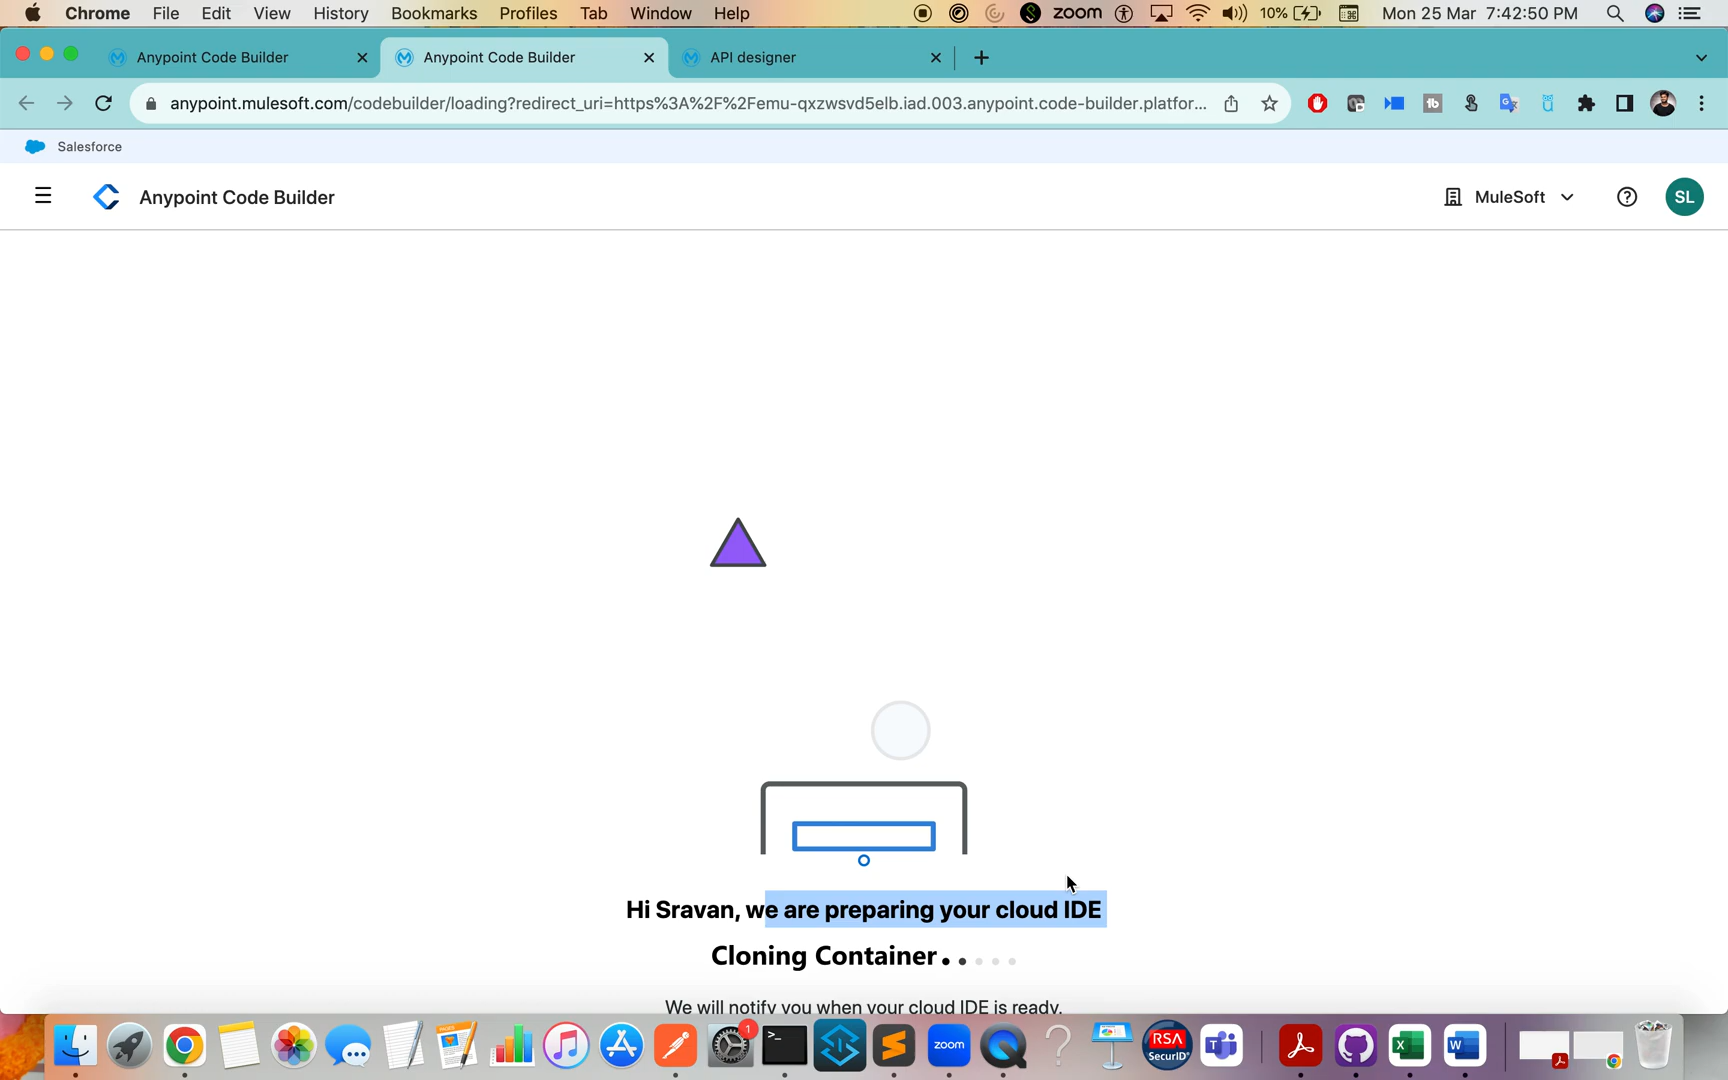 Chrome File Edit View History Bookmarks Profiles Tab Window Help zoom 10% Mon 25 Mar 7:42:50 PM
Anypoint Code Builder Anypoint Code Builder API designer
anypoint.mulesoft.com/codebuilder/loading?redirect_uri=https%3A%2F%2Femu-qxzwsvd5elb.iad.003.anypoint.code-builder.platfor...
Salesforce
Anypoint Code Builder MuleSoft SL
Hi Sravan, we are preparing your cloud IDE
Cloning Container
We will notify you when your cloud IDE is ready.
1 zoom RSA SecurID